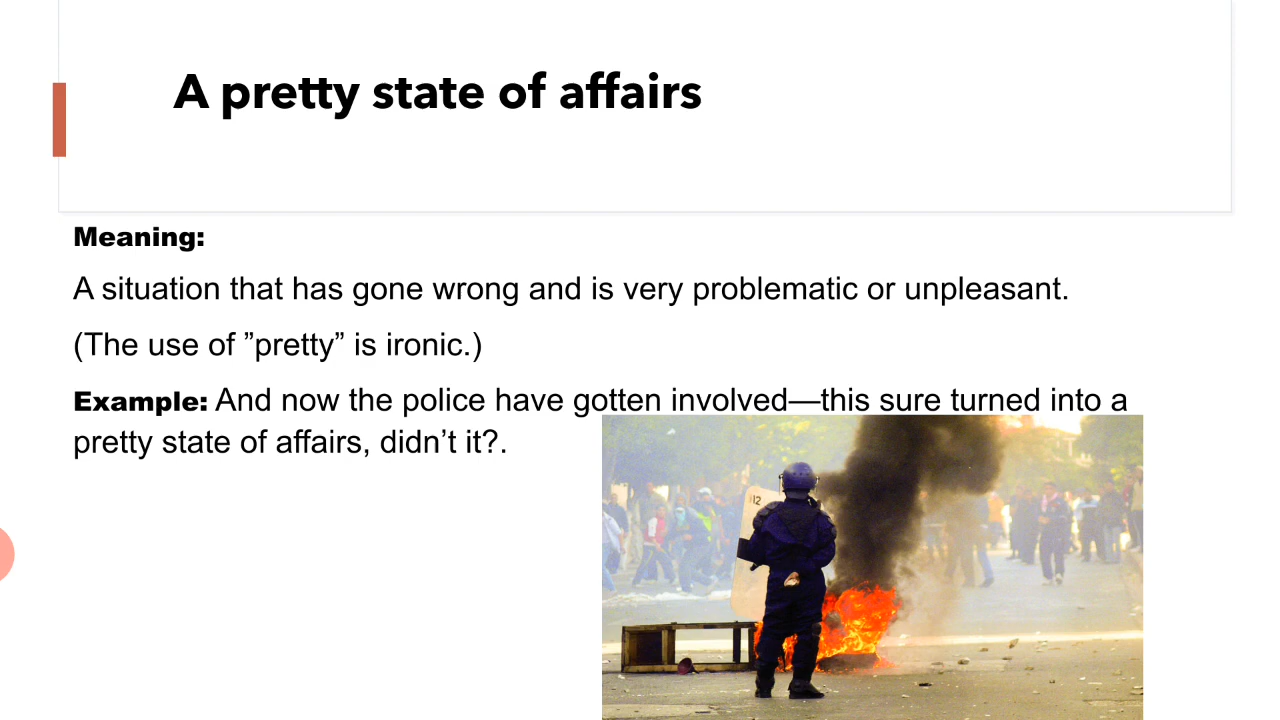 A pretty state of affairs
Meaning:
A situation that has gone wrong and is very problematic or unpleasant.
(The use of ”pretty” is ironic.)
Example: And now the police have gotten involved—this sure turned into a
pretty state of affairs, didn’t it?.
12